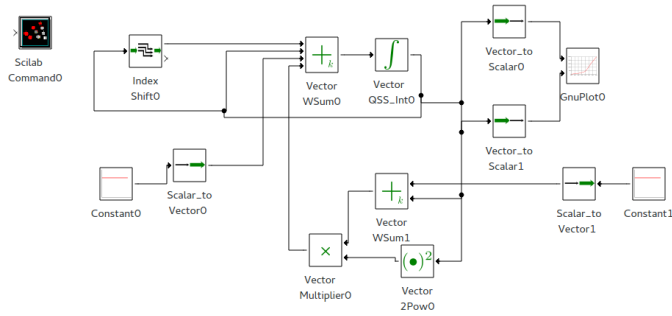 Scilab
Command0
Index
Shift0
+k
Vector
WSum0
∫
Vector
QSS_Int0
Vector_to
Scalar0
GnuPlot0
Vector_to
Scalar1
Constant0
Scalar_to
Vector0
+k
Vector
WSum1
Scalar_to
Vector1
Constant1
×
Vector
Multiplier0
(•)2
Vector
2Pow0